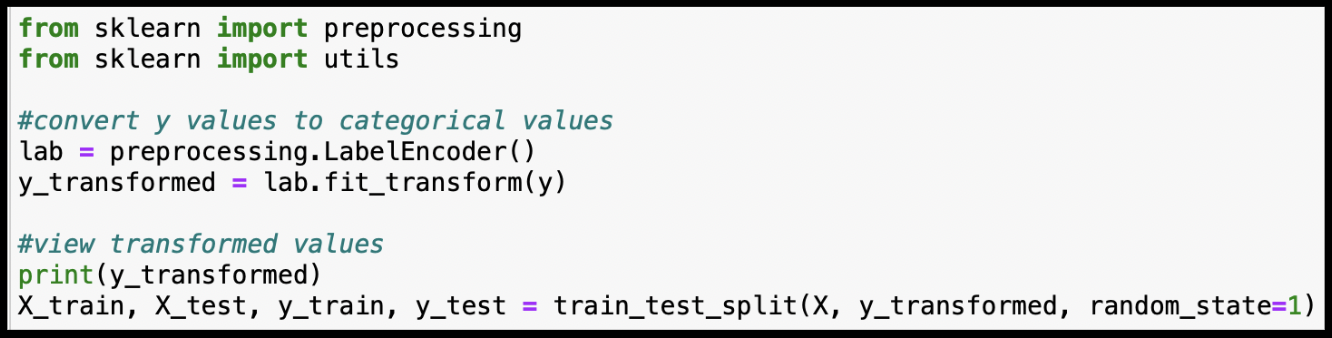 from sklearn import preprocessing
from sklearn import utils
#convert y values to categorical values
lab = preprocessing.LabelEncoder()
y_transformed = lab.fit_transform(y)
#view transformed values
print(y_transformed)
X_train, X_test, y_train, y_test = train_test_split(X, y_transformed, random_state=1)